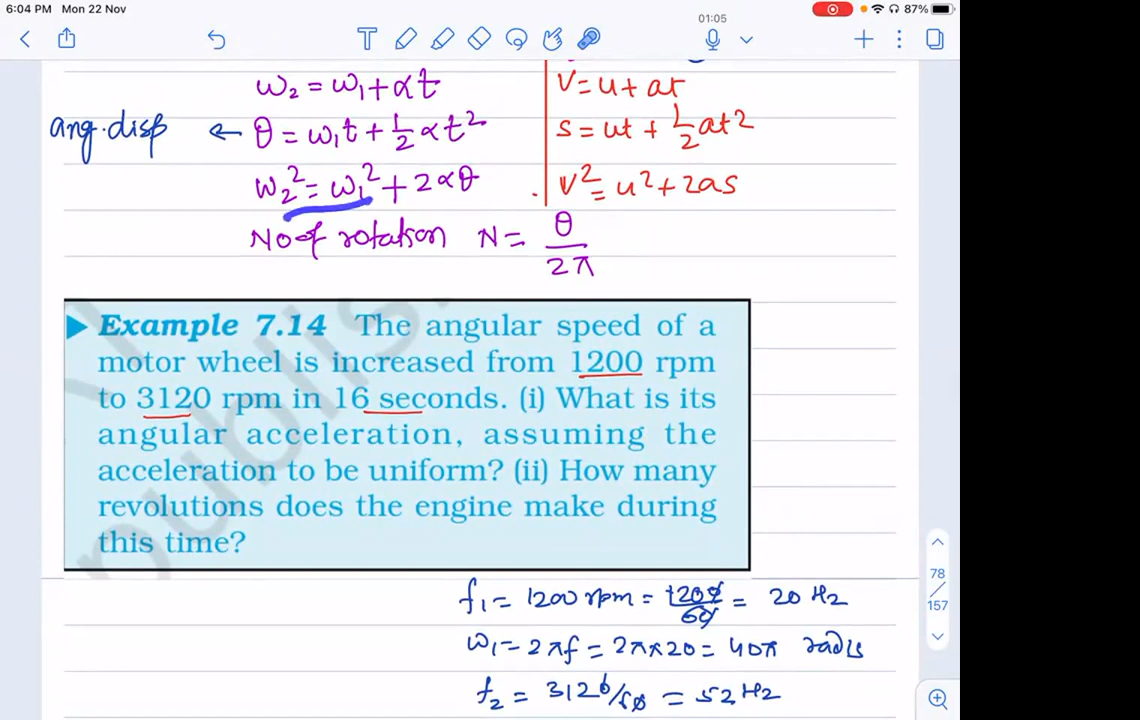 6:04 PM Mon 22 Nov
87%
01:05
ω₂ = ω₁ + αt
v = u + at
ang. disp ← θ = ω₁t + ½ αt²
s = ut + ½ at²
ω₂² = ω₁² + 2αθ
v² = u² + 2as
No of rotation N = θ/2π
Example 7.14 The angular speed of a
motor wheel is increased from 1200 rpm
to 3120 rpm in 16 seconds. (i) What is its
angular acceleration, assuming the
acceleration to be uniform? (ii) How many
revolutions does the engine make during
this time?
f₁ = 1200 rpm = 1200/60 = 20 Hz
ω₁ = 2πf = 2π×20 = 40π rad/s
f₂ = 3120/60 = 52 Hz
78
/
157